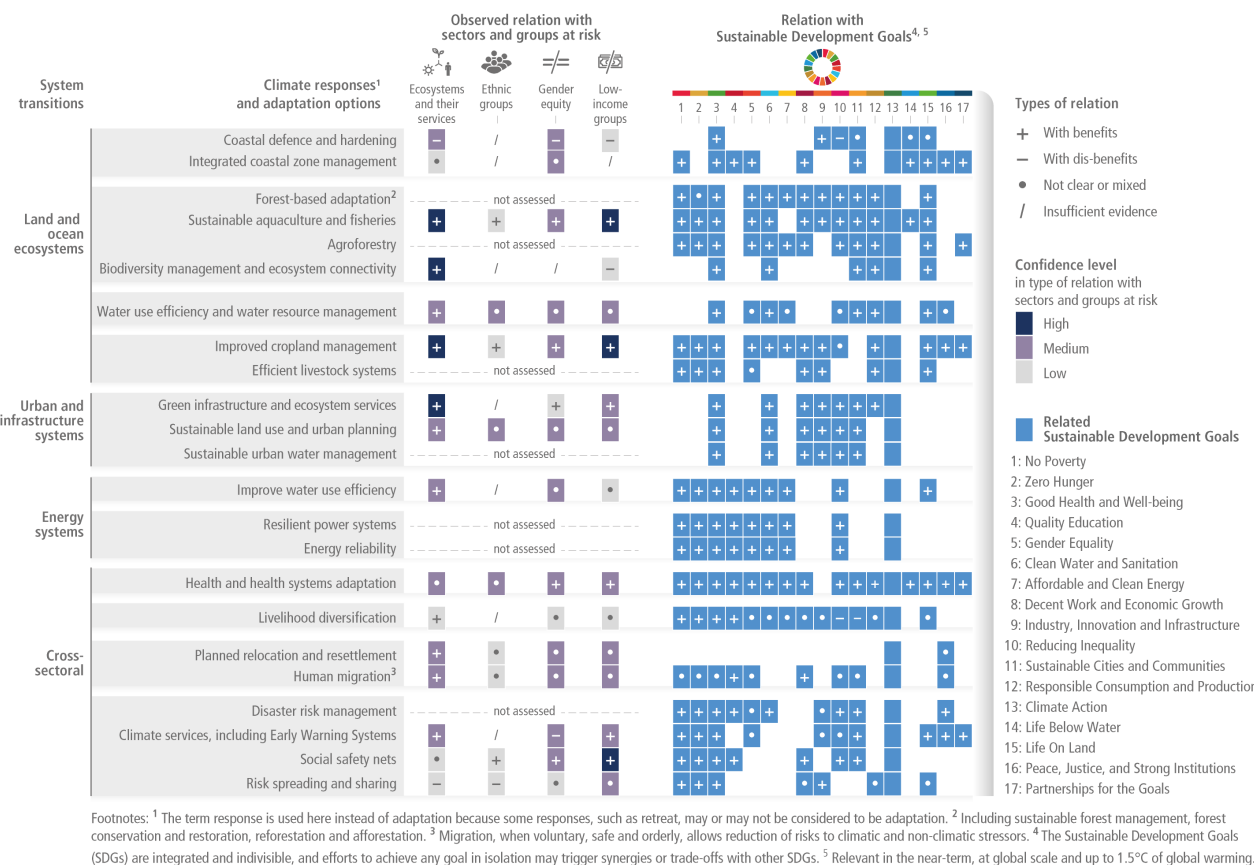 Observed relation with
sectors and groups at risk
Relation with
Sustainable Development Goals4, 5
System
transitions
Climate responses1
and adaptation options
Ecosystems
and their
services
Ethnic
groups
Gender
equity
Low-
income
groups
1 2 3 4 5 6 7 8 9 10 11 12 13 14 15 16 17
Land and
ocean
ecosystems
Coastal defence and hardening − / − − + + − • • •
Integrated coastal zone management • / • / + + + + + + + + + +
Forest-based adaptation2 not assessed + • + + + + + + + + + +
Sustainable aquaculture and fisheries + + + + + + + + + + + + + + + +
Agroforestry not assessed + + + + + + + + + + + +
Biodiversity management and ecosystem connectivity + / / − + + + + +
Water use efficiency and water resource management + • • • + • + • • + + + •
Improved cropland management + + + + + + + + + + + + • + + + +
Efficient livestock systems not assessed + + + • + + + +
Urban and
infrastructure
systems
Green infrastructure and ecosystem services + / + + + + + + + + +
Sustainable land use and urban planning + • • • + + + + + +
Sustainable urban water management not assessed + + + + + +
Energy
systems
Improve water use efficiency + / • • + + + + + + + + +
Resilient power systems not assessed + + + + + + + +
Energy reliability not assessed + + + + + + + +
Cross-
sectoral
Health and health systems adaptation • • + + + + + + + + + + + + + + + + +
Livelihood diversification + / • • + + + + • • • • • − − • •
Planned relocation and resettlement + • • • •
Human migration3 + • • • • • • • • + • • •
Disaster risk management not assessed + + + + • + • + + •
Climate services, including Early Warning Systems + / − + + + + • • • + + + +
Social safety nets • + + + + + + + • + +
Risk spreading and sharing − − • • + + + • + • •
Types of relation
+ With benefits
− With dis-benefits
• Not clear or mixed
/ Insufficient evidence
Confidence level
in type of relation with
sectors and groups at risk
High
Medium
Low
Related
Sustainable Development Goals
1: No Poverty
2: Zero Hunger
3: Good Health and Well-being
4: Quality Education
5: Gender Equality
6: Clean Water and Sanitation
7: Affordable and Clean Energy
8: Decent Work and Economic Growth
9: Industry, Innovation and Infrastructure
10: Reducing Inequality
11: Sustainable Cities and Communities
12: Responsible Consumption and Production
13: Climate Action
14: Life Below Water
15: Life On Land
16: Peace, Justice, and Strong Institutions
17: Partnerships for the Goals
Footnotes: 1 The term response is used here instead of adaptation because some responses, such as retreat, may or may not be considered to be adaptation. 2 Including sustainable forest management, forest
conservation and restoration, reforestation and afforestation. 3 Migration, when voluntary, safe and orderly, allows reduction of risks to climatic and non-climatic stressors. 4 The Sustainable Development Goals
(SDGs) are integrated and indivisible, and efforts to achieve any goal in isolation may trigger synergies or trade-offs with other SDGs. 5 Relevant in the near-term, at global scale and up to 1.5°C of global warming.